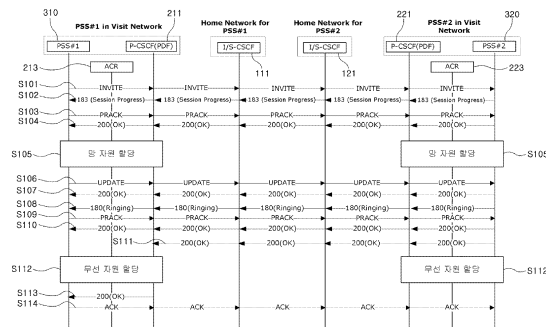 310
PSS#1 in Visit Network
211
Home Network for
PSS#1
Home Network for
PSS#2
221
PSS#2 in Visit
Network
320
PSS#1
P-CSCF(PDF)
I/S-CSCF
I/S-CSCF
P-CSCF(PDF)
PSS#2
111
121
213
ACR
ACR
223
S101
INVITE
INVITE
INVITE
INVITE
INVITE
S102
183 (Session Progress)
183 (Session Progress)
183 (Session Progress)
183 (Session Progress)
183 (Session Progress)
S103
PRACK
PRACK
PRACK
PRACK
PRACK
S104
200(OK)
200(OK)
200(OK)
200(OK)
200(OK)
S105
망 자원 할당
망 자원 할당
S105
S106
UPDATE
UPDATE
UPDATE
UPDATE
UPDATE
S107
200(OK)
200(OK)
200(OK)
200(OK)
200(OK)
S108
180(Ringing)
180(Ringing)
180(Ringing)
180(Ringing)
180(Ringing)
S109
PRACK
PRACK
PRACK
PRACK
PRACK
S110
200(OK)
200(OK)
200(OK)
200(OK)
200(OK)
S111
200(OK)
200(OK)
200(OK)
200(OK)
S112
무선 자원 할당
무선 자원 할당
S112
S113
200(OK)
S114
ACK
ACK
ACK
ACK
ACK